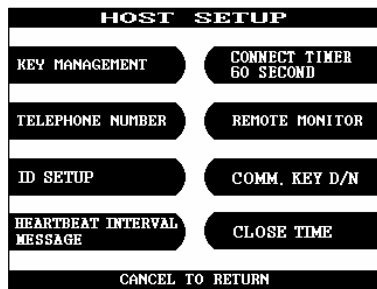 HOST SETUP
KEY MANAGEMENT
CONNECT TIMER
60 SECOND
TELEPHONE NUMBER
REMOTE MONITOR
ID SETUP
COMM. KEY D/N
HEARTBEAT INTERVAL
MESSAGE
CLOSE TIME
CANCEL TO RETURN